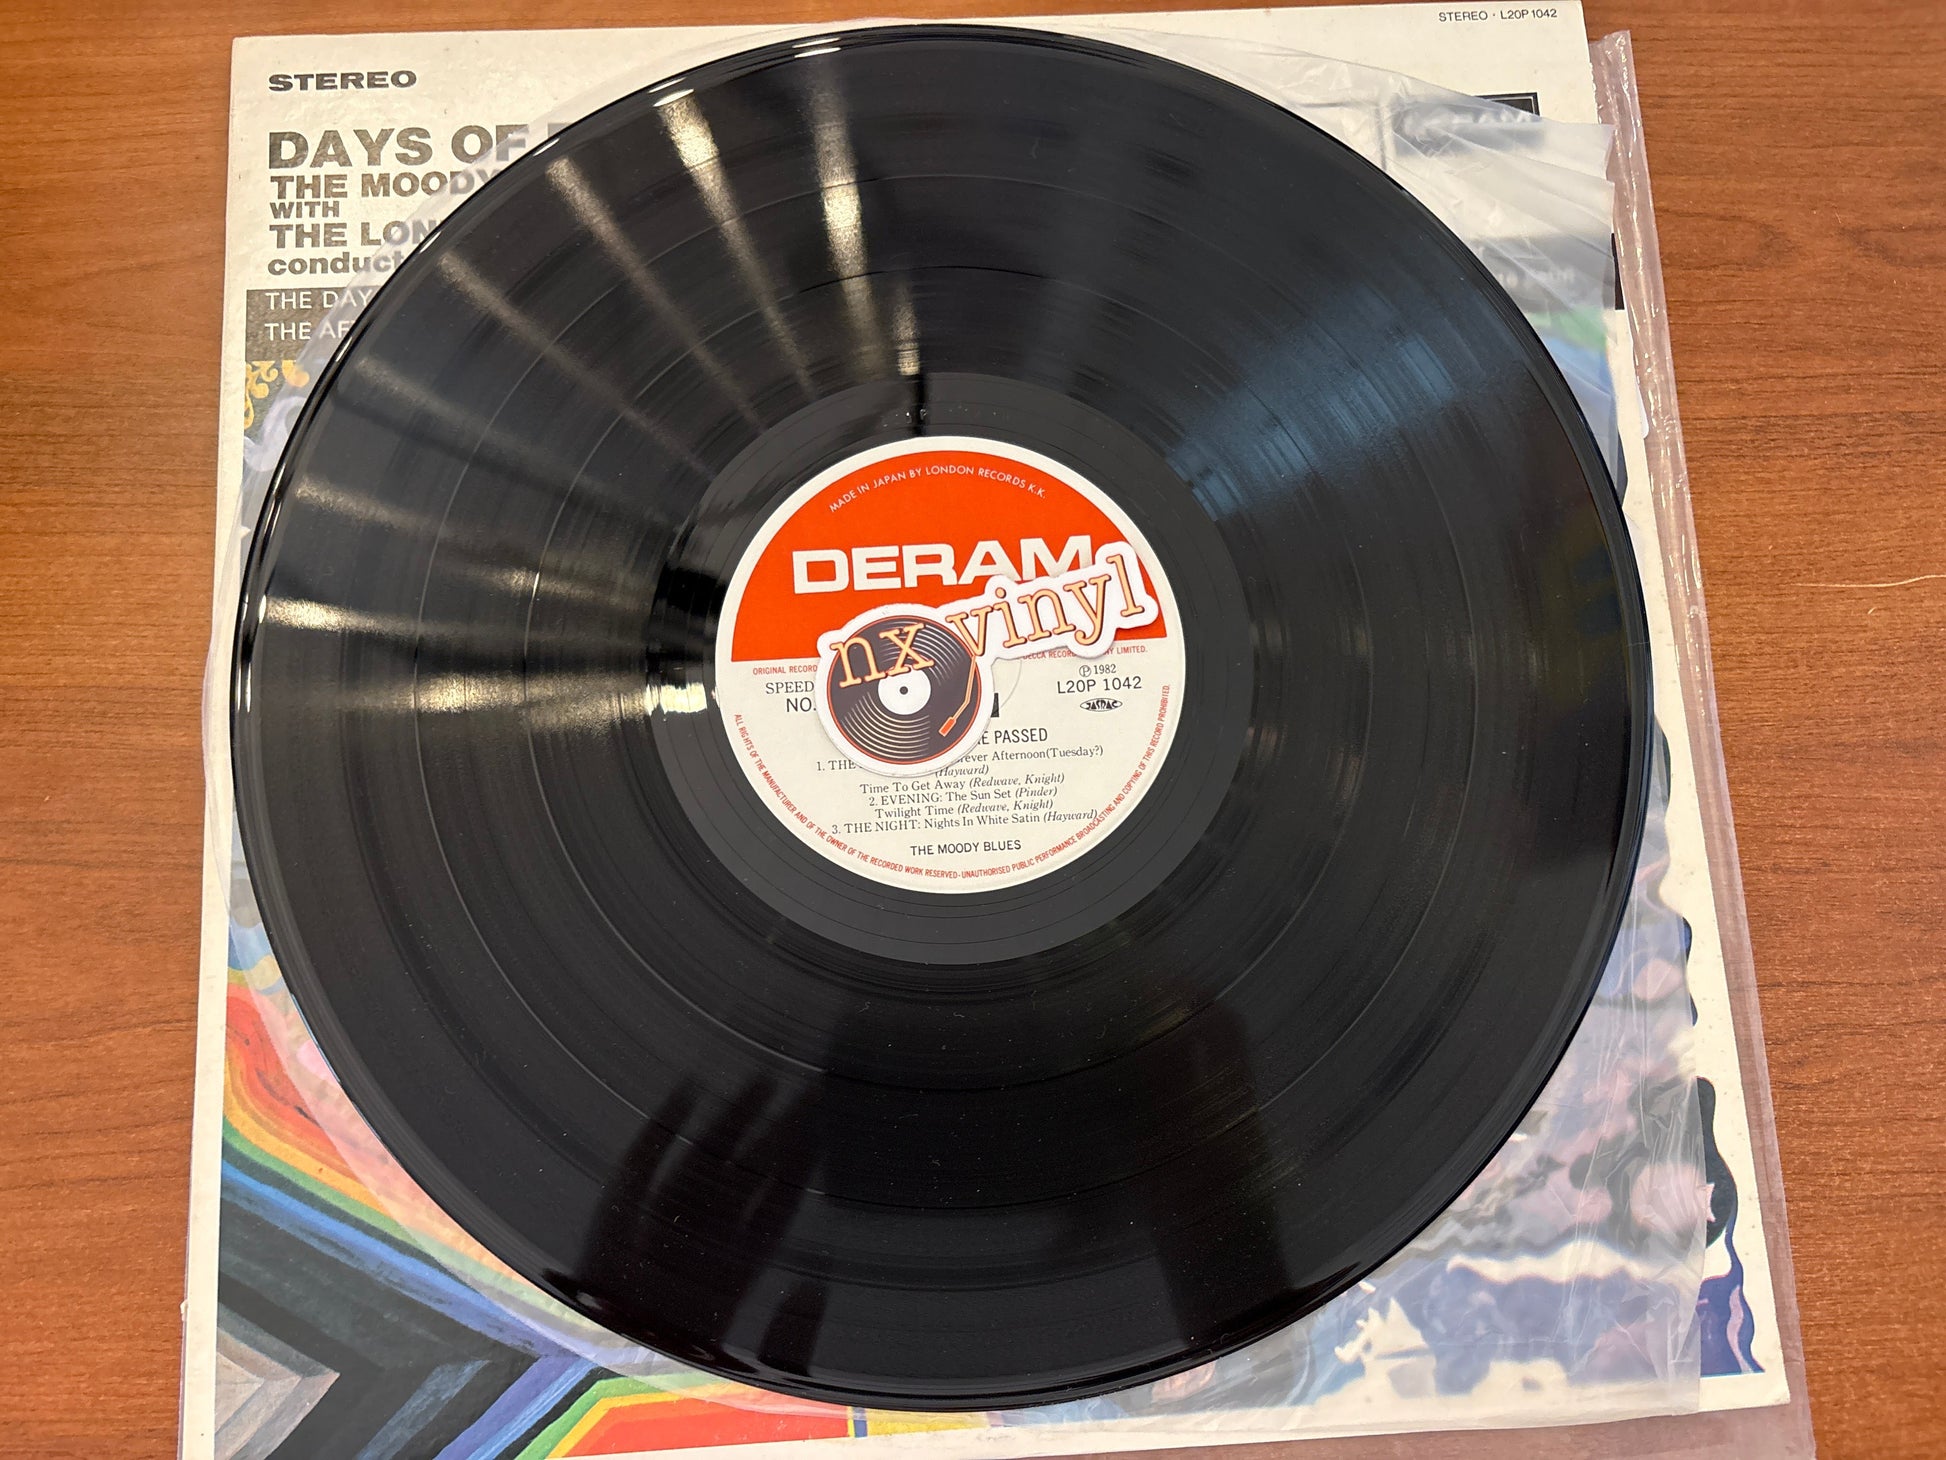 STEREO · L20P 1042
STEREO
DAYS OF
THE MOODY
WITH
THE LON
conduct
THE DAY
THE AF
MADE IN JAPAN BY LONDON RECORDS K.K.
DERAM
nx vinyl
ORIGINAL RECORD
DECCA RECOR
Y LIMITED.
SPEED
Ⓟ 1982
NO.
L20P 1042
JASRAC
E PASSED
1. THE
rever Afternoon(Tuesday?)
(Hayward)
Time To Get Away (Redwave, Knight)
2. EVENING: The Sun Set (Pinder)
Twilight Time (Redwave, Knight)
3. THE NIGHT: Nights In White Satin (Hayward)
THE MOODY BLUES
ALL RIGHTS OF THE MANUFACTURER AND OF THE OWNER OF THE RECORDED WORK RESERVED-UNAUTHORISED PUBLIC PERFORMANCE BROADCASTING AND COPYING OF THIS RECORD PROHIBITED.